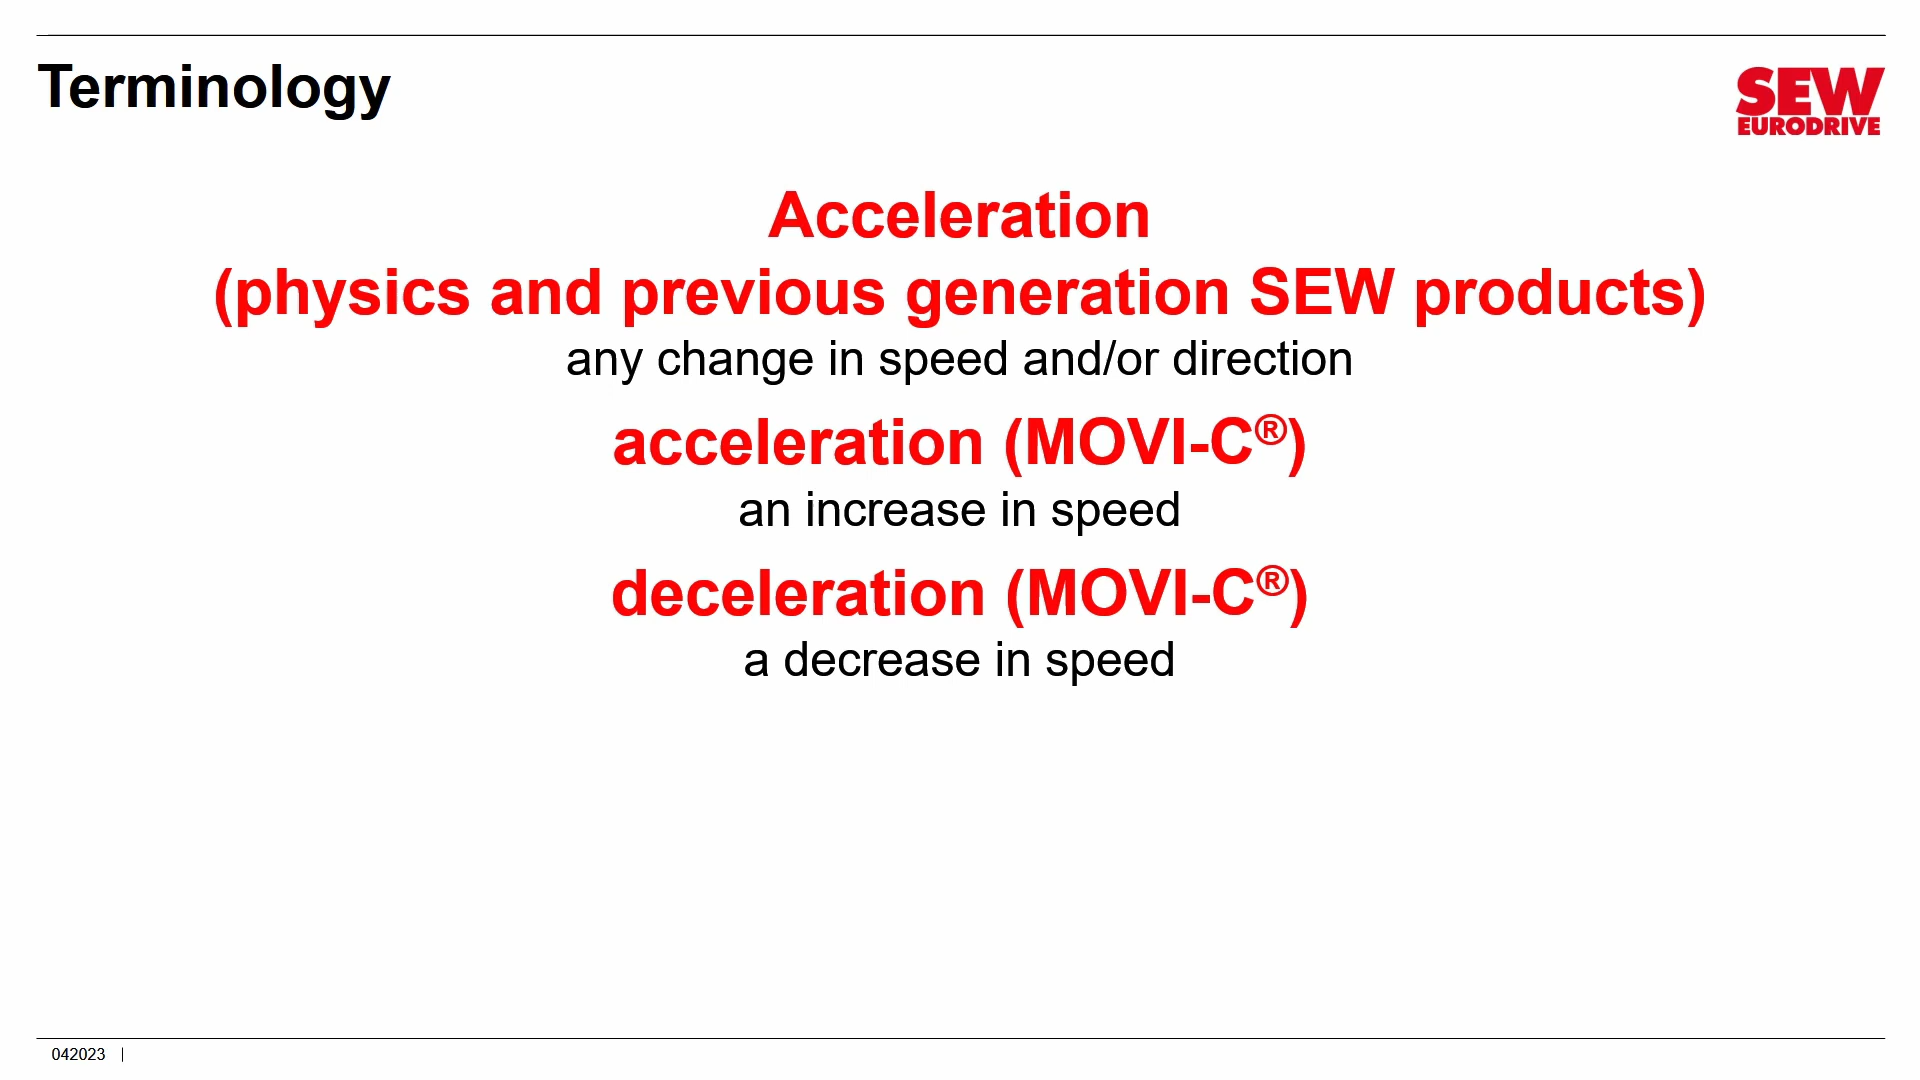 Terminology
SEW
EURODRIVE
Acceleration
(physics and previous generation SEW products)
any change in speed and/or direction
acceleration (MOVI-C®)
an increase in speed
deceleration (MOVI-C®)
a decrease in speed
042023 |